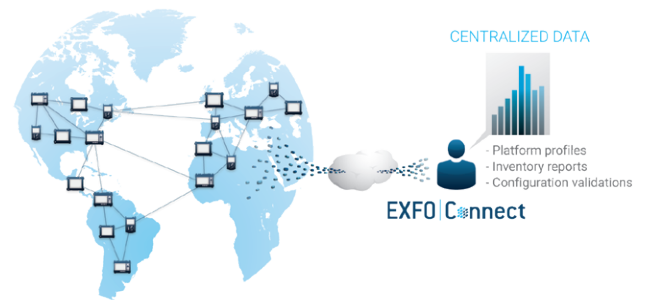 CENTRALIZED DATA
- Platform profiles
- Inventory reports
- Configuration validations
EXFO | Connect